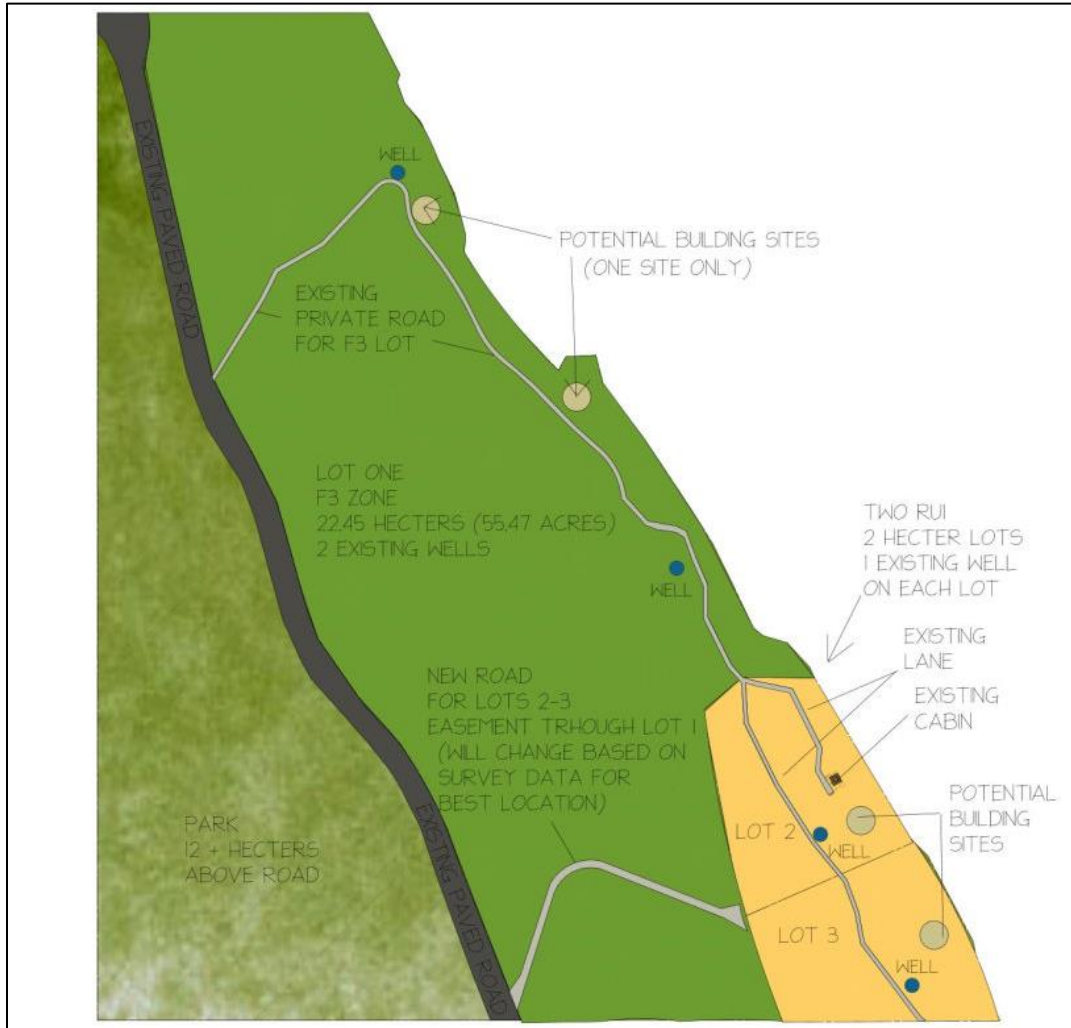 EXISTING PAVED ROAD
WELL
POTENTIAL BUILDING SITES
(ONE SITE ONLY)
EXISTING
PRIVATE ROAD
FOR F3 LOT
LOT ONE
F3 ZONE
22.45 HECTERS (55.47 ACRES)
2 EXISTING WELLS
WELL
TWO RU1
2 HECTER LOTS
1 EXISTING WELL
ON EACH LOT
EXISTING
LANE
EXISTING
CABIN
NEW ROAD
FOR LOTS 2-3
EASEMENT TRHOUGH LOT 1
(WILL CHANGE BASED ON
SURVEY DATA FOR
BEST LOCATION)
POTENTIAL
BUILDING
SITES
LOT 2
WELL
PARK
12 + HECTERS
ABOVE ROAD
EXISTING PAVED ROAD
LOT 3
WELL